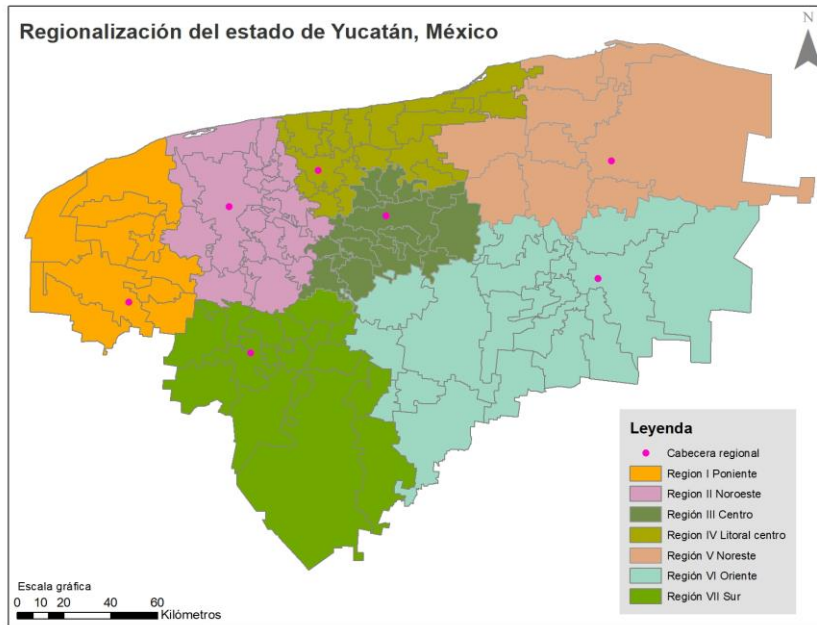 Regionalización del estado de Yucatán, México
N
Leyenda
Cabecera regional
Region I Poniente
Region II Noroeste
Región III Centro
Región IV Litoral centro
Región V Noreste
Región VI Oriente
Región VII Sur
Escala gráfica
0 10 20 40 60
Kilómetros